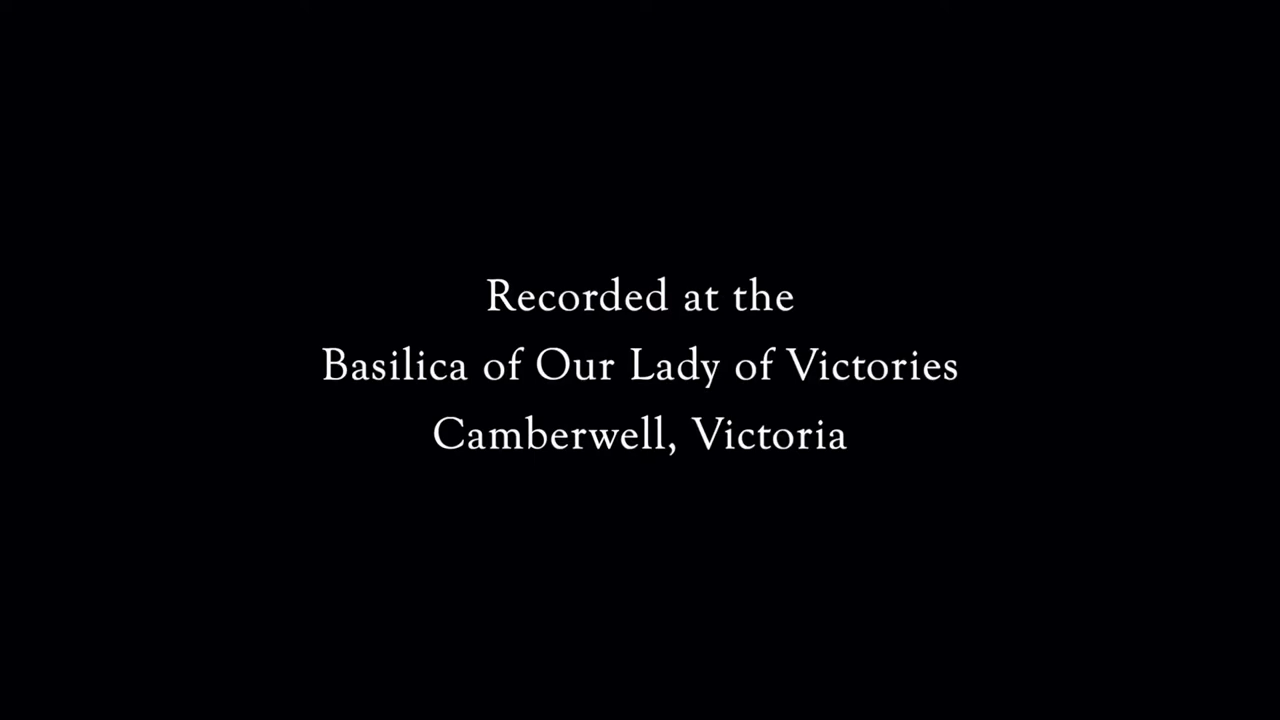 Recorded at the
Basilica of Our Lady of Victories
Camberwell, Victoria